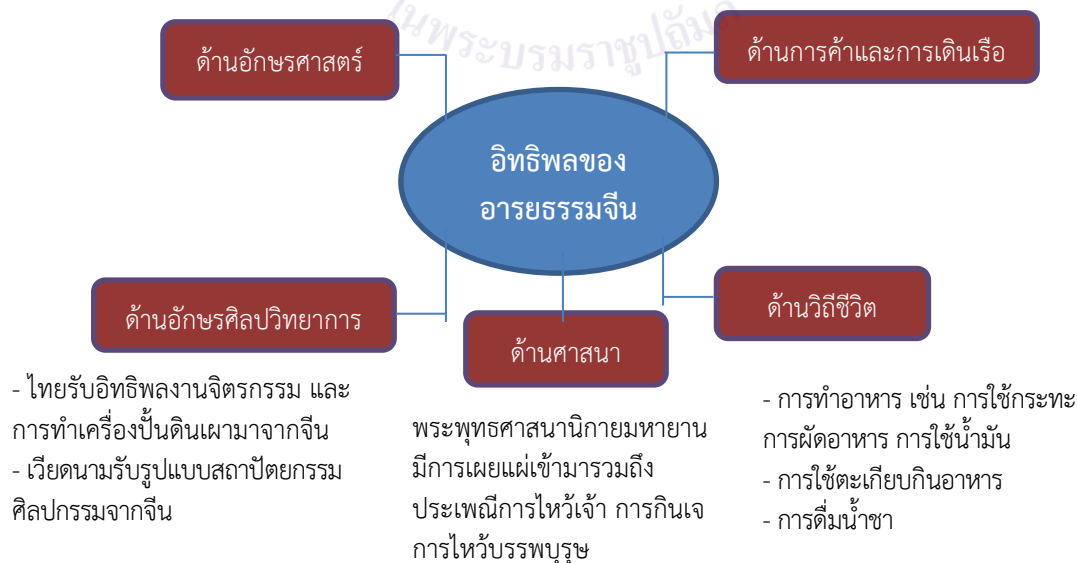 ในพระบรมราชูปถัมภ์
ด้านอักษรศาสตร์
ด้านการค้าและการเดินเรือ
อิทธิพลของ
อารยธรรมจีน
ด้านอักษรศิลปวิทยาการ
ด้านศาสนา
ด้านวิถีชีวิต
- ไทยรับอิทธิพลงานจิตรกรรม และ
การทำเครื่องปั้นดินเผามาจากจีน
- เวียดนามรับรูปแบบสถาปัตยกรรม
ศิลปกรรมจากจีน
พระพุทธศาสนานิกายมหายาน
มีการเผยแผ่เข้ามารวมถึง
ประเพณีการไหว้เจ้า การกินเจ
การไหว้บรรพบุรุษ
- การทำอาหาร เช่น การใช้กระทะ
การผัดอาหาร การใช้น้ำมัน
- การใช้ตะเกียบกินอาหาร
- การดื่มน้ำชา